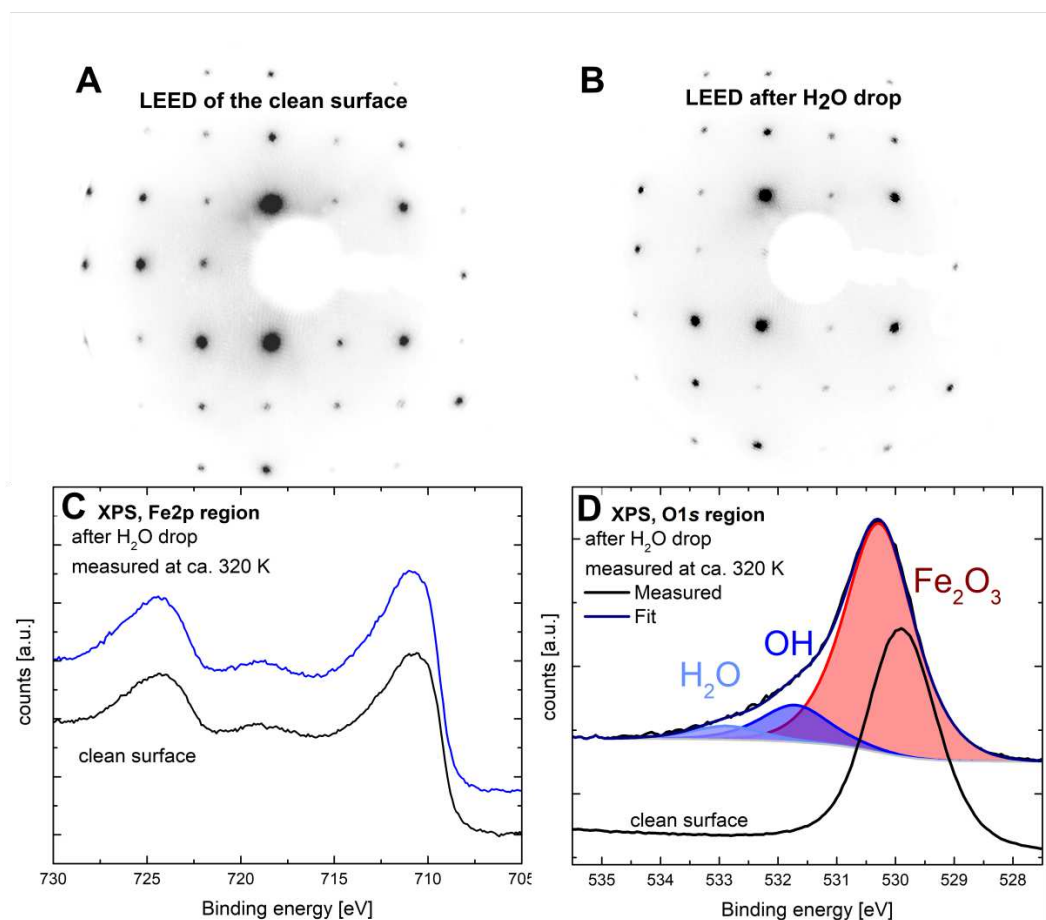 A
LEED of the clean surface
B
LEED after H₂O drop
C
XPS, Fe2p region
after H₂O drop
measured at ca. 320 K
clean surface
counts [a.u.]
730 725 720 715 710 705
Binding energy [eV]
D
XPS, O1s region
after H₂O drop
measured at ca. 320 K
Measured
Fit
Fe₂O₃
OH
H₂O
clean surface
counts [a.u.]
535 534 533 532 531 530 529 528
Binding energy [eV]